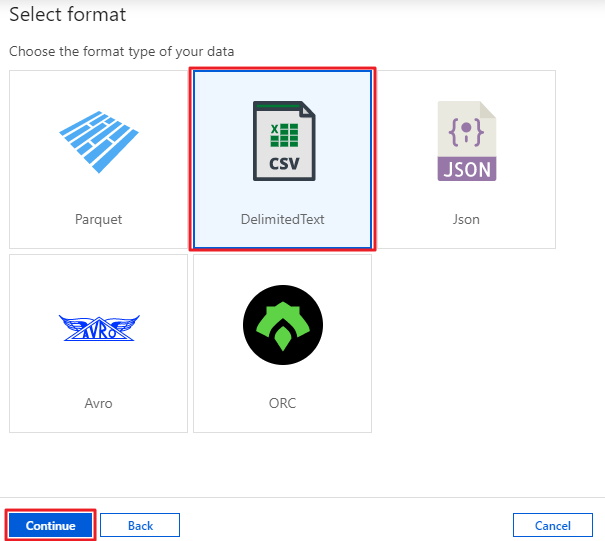 Select format
Choose the format type of your data
X
CSV
JSON
Parquet
DelimitedText
Json
AVRO
Avro
ORC
Continue
Back
Cancel